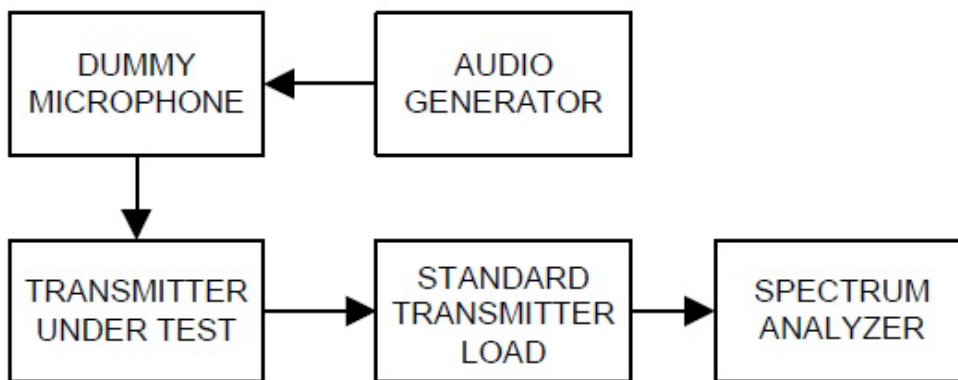 DUMMY
MICROPHONE
AUDIO
GENERATOR
TRANSMITTER
UNDER TEST
STANDARD
TRANSMITTER
LOAD
SPECTRUM
ANALYZER